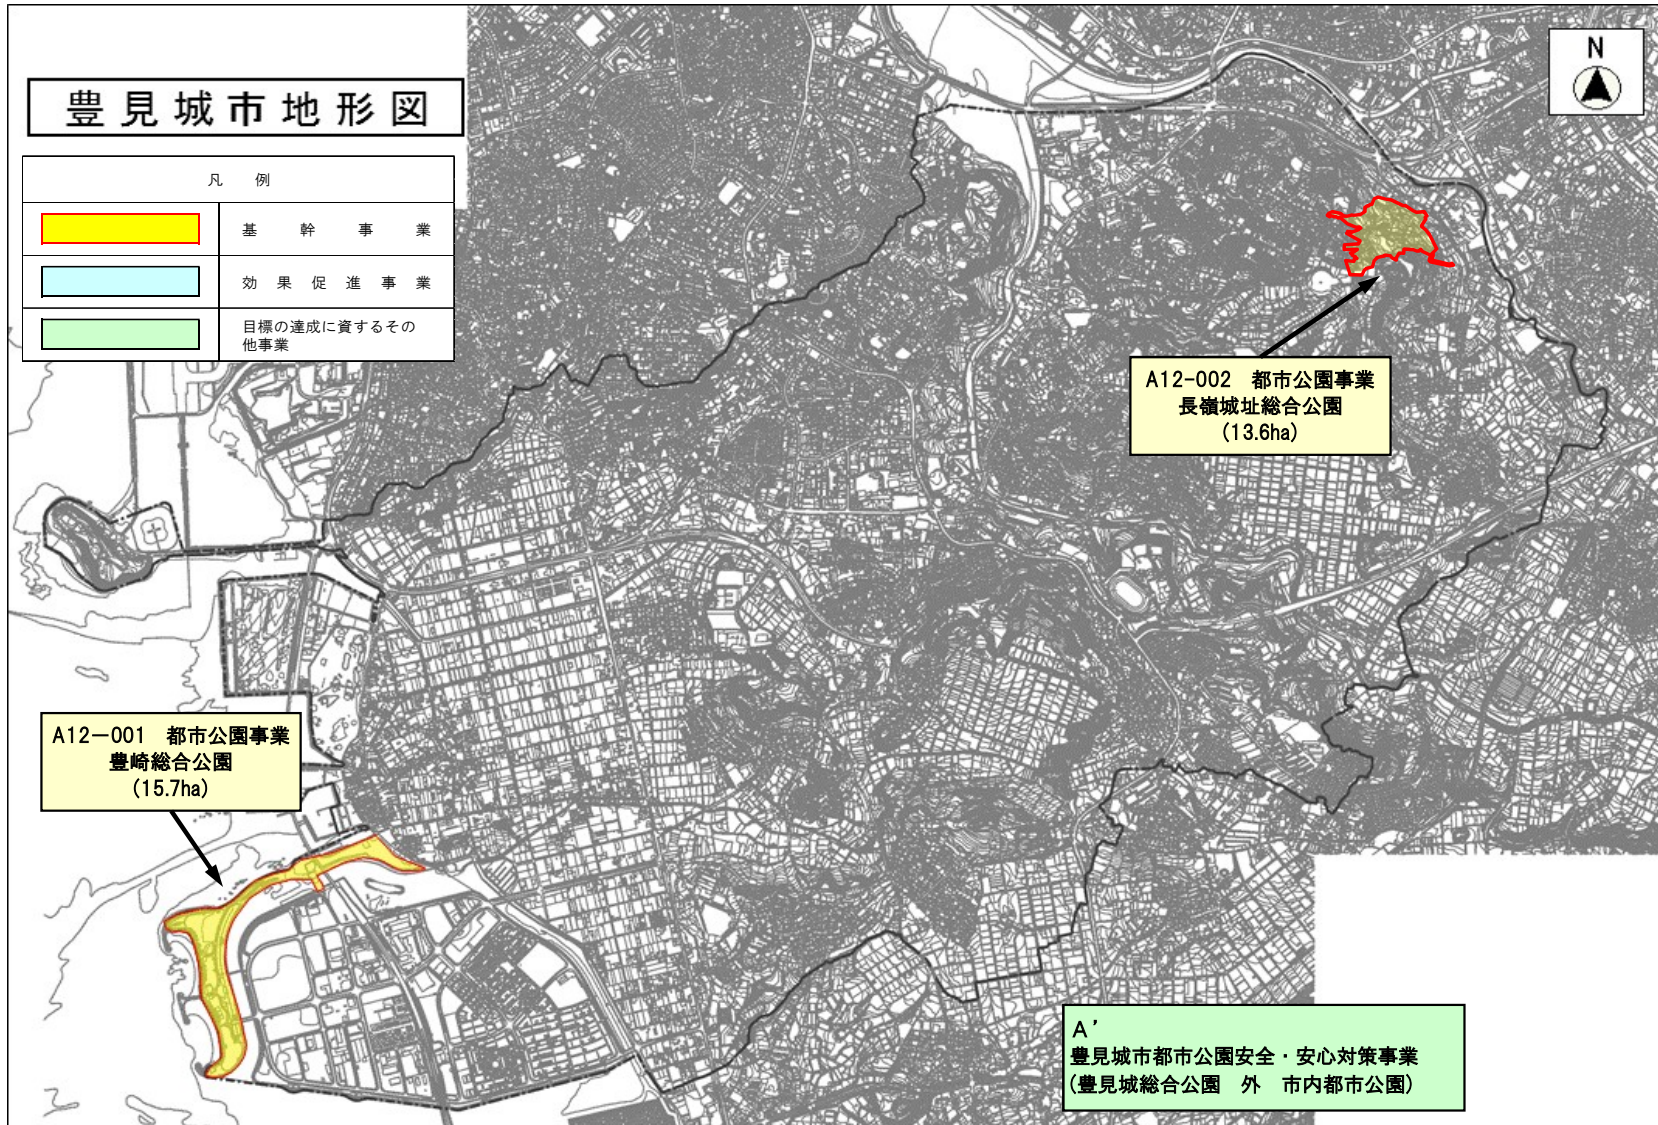 豊見城市地形図
N
凡 例
基 幹 事 業
効 果 促 進 事 業
目標の達成に資するその
他事業
A12-002 都市公園事業
長嶺城址総合公園
(13.6ha)
A12－001 都市公園事業
豊崎総合公園
(15.7ha)
A’
豊見城市都市公園安全・安心対策事業
(豊見城総合公園 外 市内都市公園)